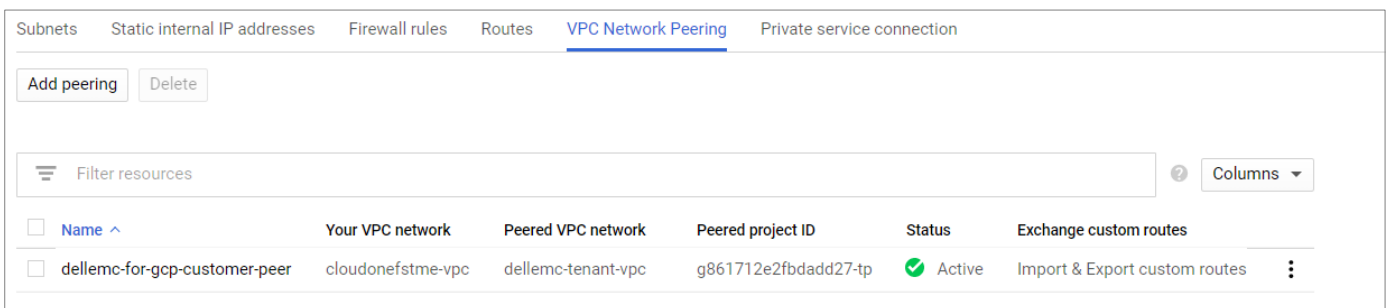 Subnets Static internal IP addresses Firewall rules Routes VPC Network Peering Private service connection
Add peering Delete
Filter resources ? Columns
Name Your VPC network Peered VPC network Peered project ID Status Exchange custom routes
dellemc-for-gcp-customer-peer cloudonefstme-vpc dellemc-tenant-vpc g861712e2fbdadd27-tp Active Import & Export custom routes